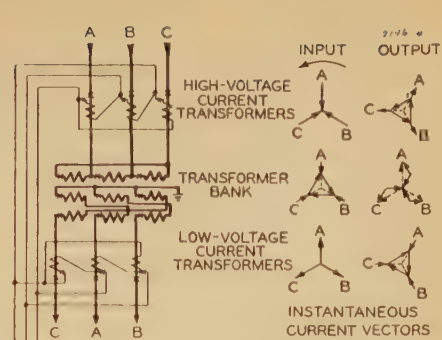 A B C
INPUT OUTPUT
HIGH-VOLTAGE
CURRENT
TRANSFORMERS
A A
C B C B
TRANSFORMER
BANK
A A
C B C B
LOW-VOLTAGE
CURRENT
TRANSFORMERS
A A
C B C B
C A B
INSTANTANEOUS
CURRENT VECTORS